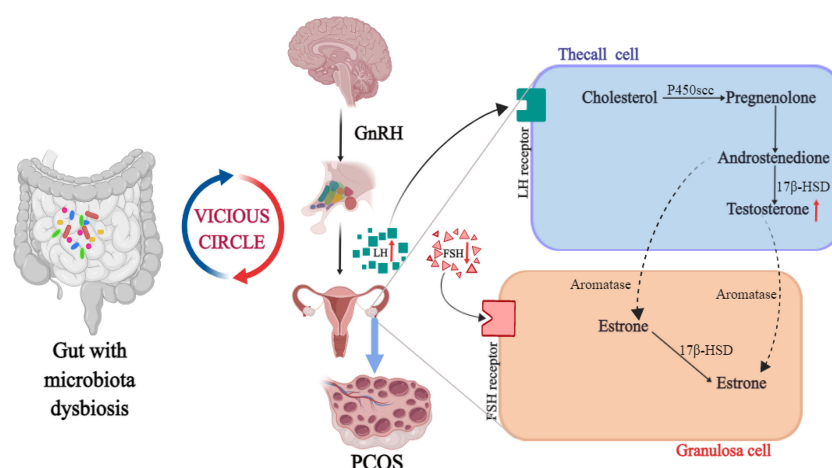 Thecall cell
Cholesterol
P450scc
Pregnenolone
Androstenedione
17β-HSD
Testosterone
LH receptor
GnRH
VICIOUS
CIRCLE
LH
FSH
Aromatase
Aromatase
Estrone
17β-HSD
Estrone
FSH receptor
Granulosa cell
Gut with
microbiota
dysbiosis
PCOS